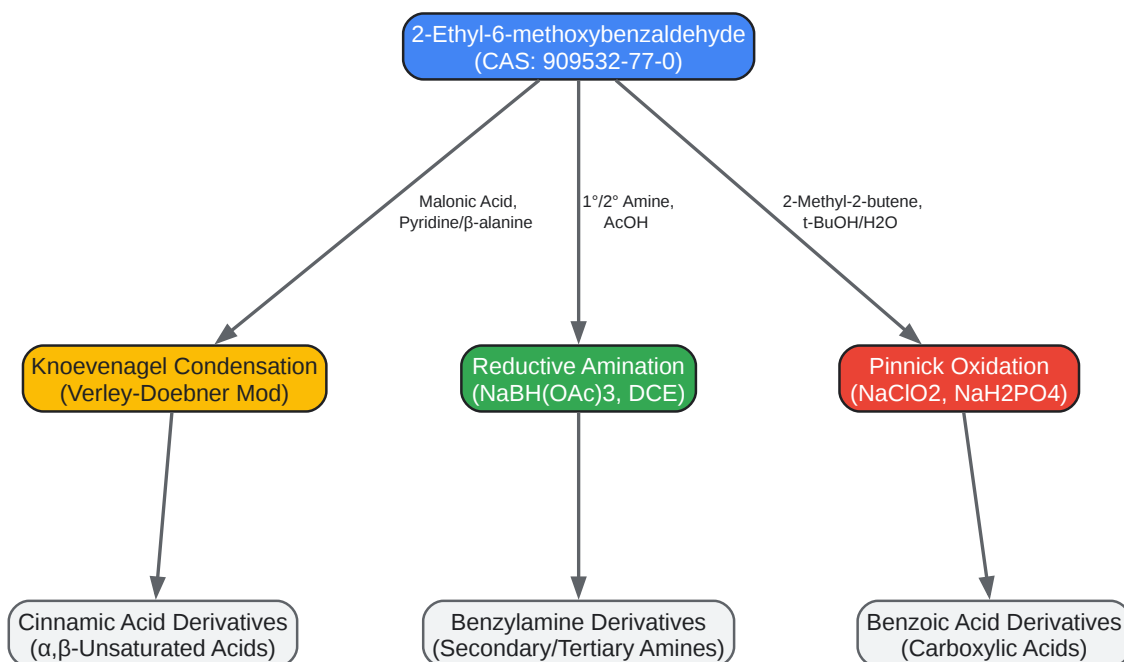 2-Ethyl-6-methoxybenzaldehyde
(CAS: 909532-77-0)
Malonic Acid,
Pyridine/β-alanine
1°/2° Amine,
AcOH
2-Methyl-2-butene,
t-BuOH/H2O
Knoevenagel Condensation
(Verley-Doebner Mod)
Reductive Amination
(NaBH(OAc)3, DCE)
Pinnick Oxidation
(NaClO2, NaH2PO4)
Cinnamic Acid Derivatives
(α,β-Unsaturated Acids)
Benzylamine Derivatives
(Secondary/Tertiary Amines)
Benzoic Acid Derivatives
(Carboxylic Acids)